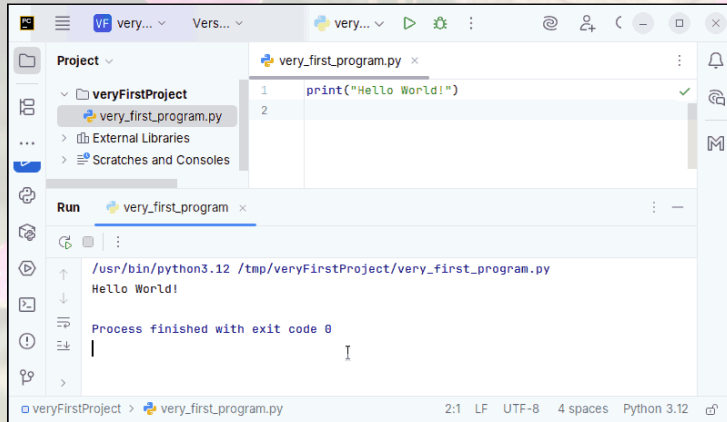 PC VF very... Vers... very...
Project
very_first_program.py
veryFirstProject
very_first_program.py
External Libraries
Scratches and Consoles
1 print("Hello World!")
2
Run very_first_program
/usr/bin/python3.12 /tmp/veryFirstProject/very_first_program.py
Hello World!
Process finished with exit code 0
veryFirstProject > very_first_program.py 2:1 LF UTF-8 4 spaces Python 3.12